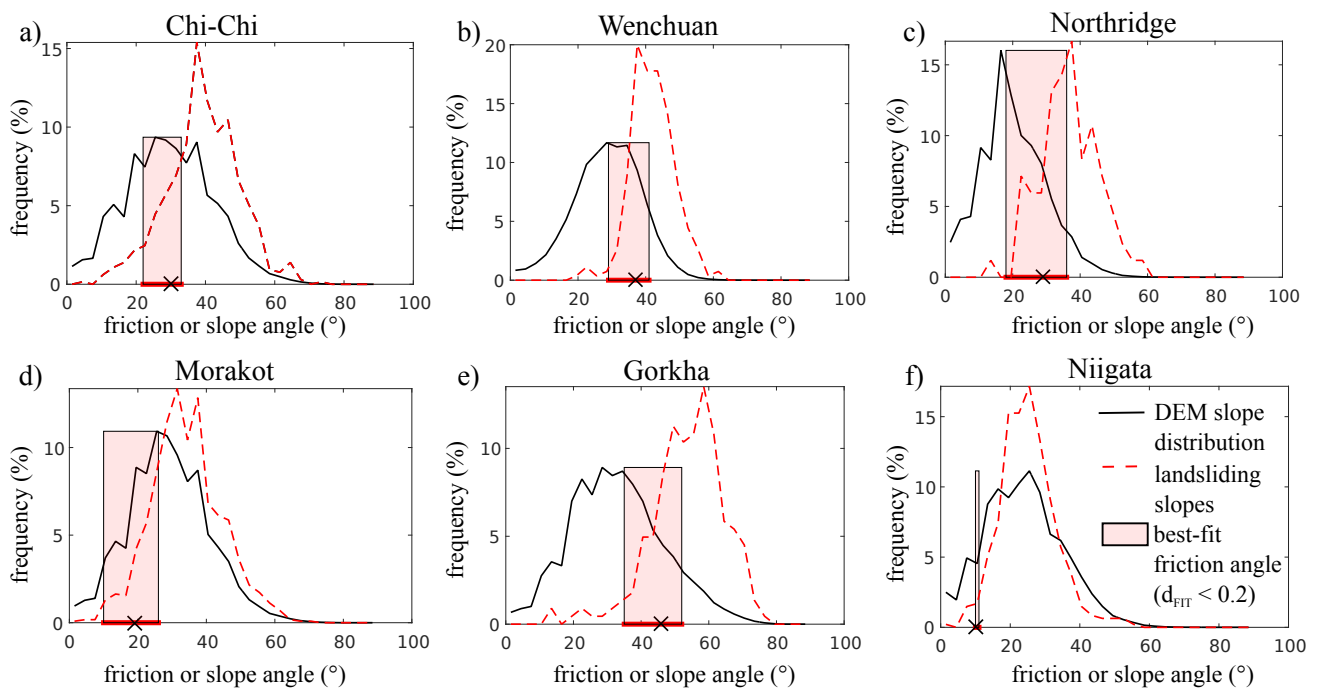 a) Chi-Chi
15
10
5
0
0 20 40 60 80 100
frequency (%)
friction or slope angle (°)
b) Wenchuan
20
15
10
5
0
0 20 40 60 80 100
frequency (%)
friction or slope angle (°)
c) Northridge
15
10
5
0
0 20 40 60 80 100
frequency (%)
friction or slope angle (°)
d) Morakot
10
5
0
0 20 40 60 80 100
frequency (%)
friction or slope angle (°)
e) Gorkha
10
5
0
0 20 40 60 80 100
frequency (%)
friction or slope angle (°)
f) Niigata
15
10
5
0
0 20 40 60 80 100
frequency (%)
friction or slope angle (°)
DEM slope
distribution
landsliding
slopes
best-fit
friction angle
(d_FIT < 0.2)